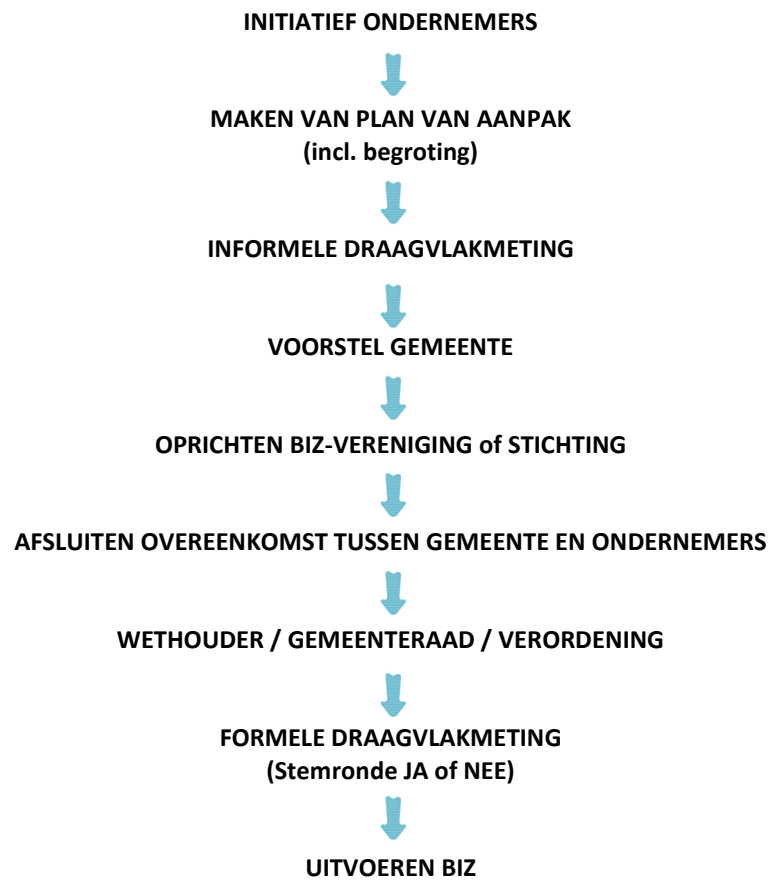 INITIATIEF ONDERNEMERS
MAKEN VAN PLAN VAN AANPAK
(incl. begroting)
INFORMELE DRAAGVLAKMETING
VOORSTEL GEMEENTE
OPRICHTEN BIZ-VERENIGING of STICHTING
AFSLUITEN OVEREENKOMST TUSSEN GEMEENTE EN ONDERNEMERS
WETHOUDER / GEMEENTERAAD / VERORDENING
FORMELE DRAAGVLAKMETING
(Stemronde JA of NEE)
UITVOEREN BIZ